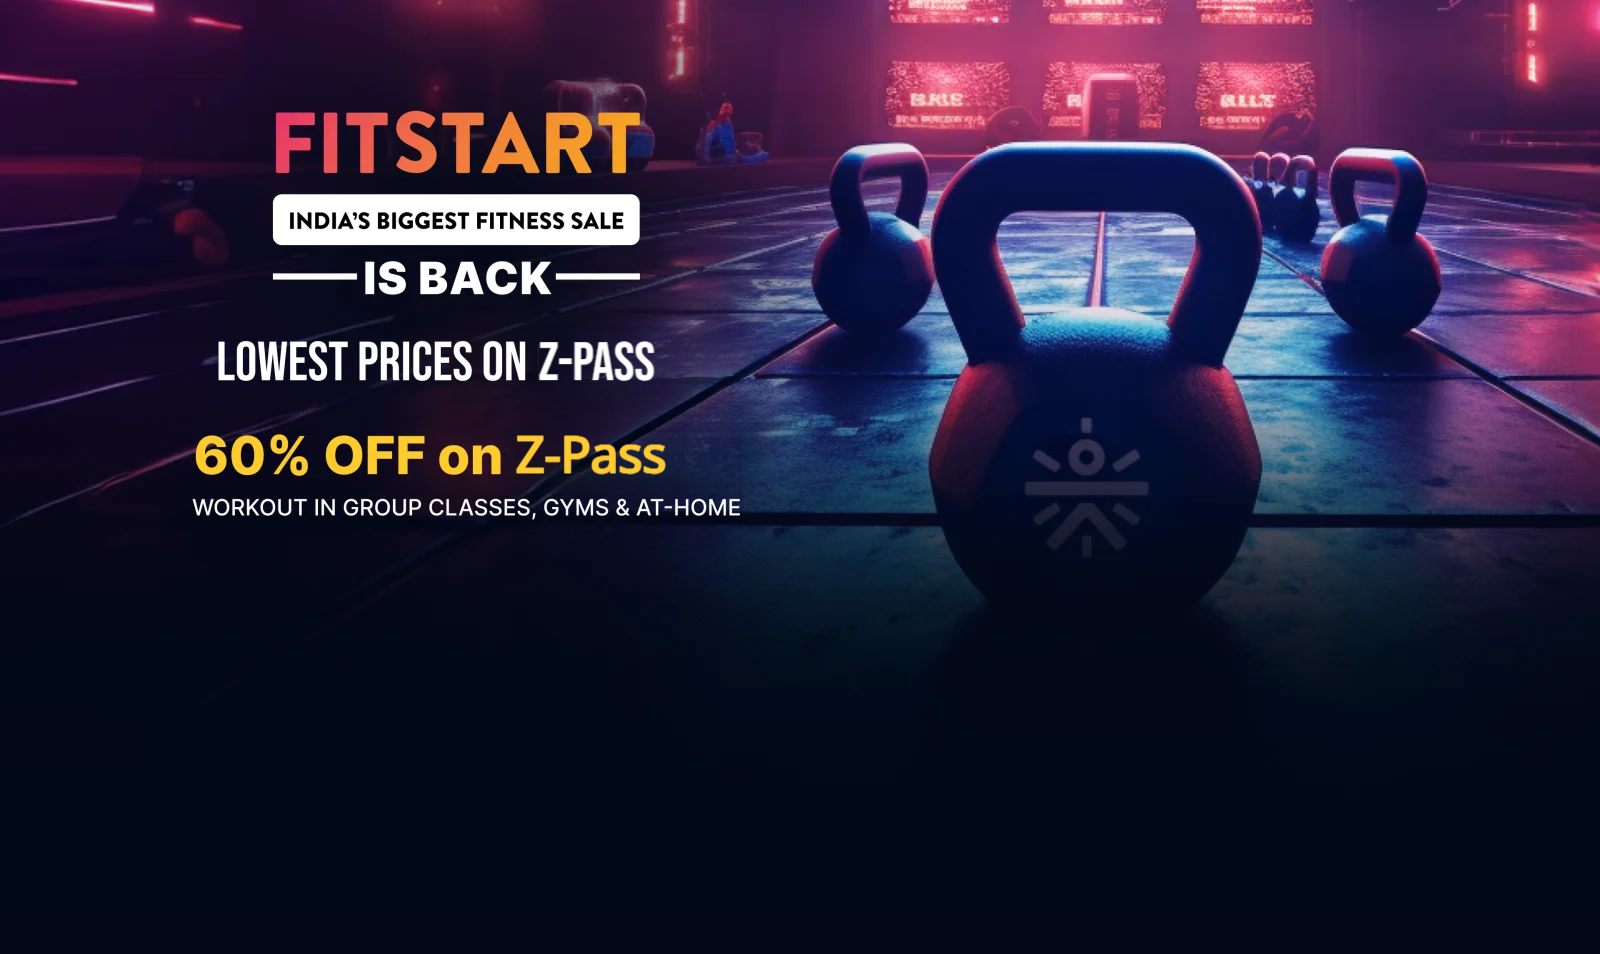 FITSTART
INDIA'S BIGGEST FITNESS SALE
IS BACK
LOWEST PRICES ON Z-PASS
60% OFF on Z-Pass
WORKOUT IN GROUP CLASSES, GYMS & AT-HOME